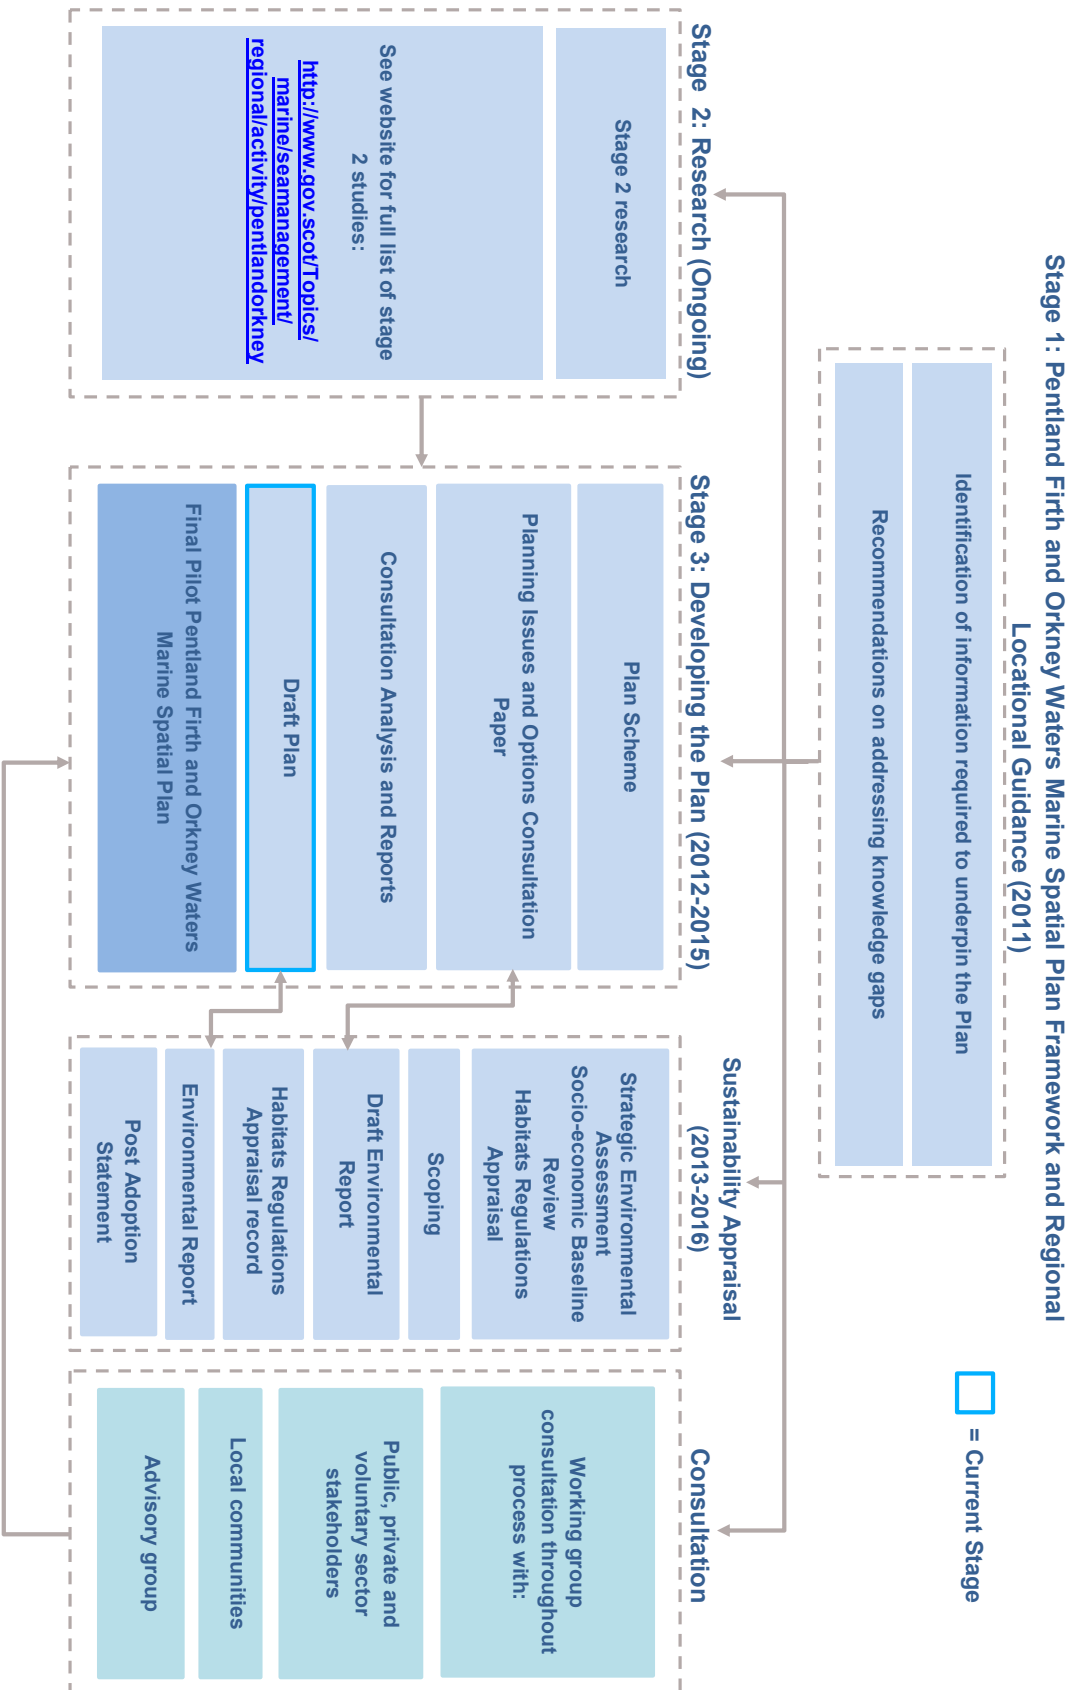 Stage 1: Pentland Firth and Orkney Waters Marine Spatial Plan Framework and Regional
Locational Guidance (2011)
Identification of information required to underpin the Plan
Recommendations on addressing knowledge gaps
= Current Stage
Stage 2: Research (Ongoing)
Stage 2 research
See website for full list of stage
2 studies:
http://www.gov.scot/Topics/
marine/seamanagement/
regional/activity/pentlandorkney
Stage 3: Developing the Plan (2012-2015)
Plan Scheme
Planning Issues and Options Consultation
Paper
Consultation Analysis and Reports
Draft Plan
Final Pilot Pentland Firth and Orkney Waters
Marine Spatial Plan
Sustainability Appraisal
(2013-2016)
Strategic Environmental
Assessment
Socio-economic Baseline
Review
Habitats Regulations
Appraisal
Scoping
Draft Environmental
Report
Habitats Regulations
Appraisal record
Environmental Report
Post Adoption
Statement
Consultation
Working group
consultation throughout
process with:
Public, private and
voluntary sector
stakeholders
Local communities
Advisory group